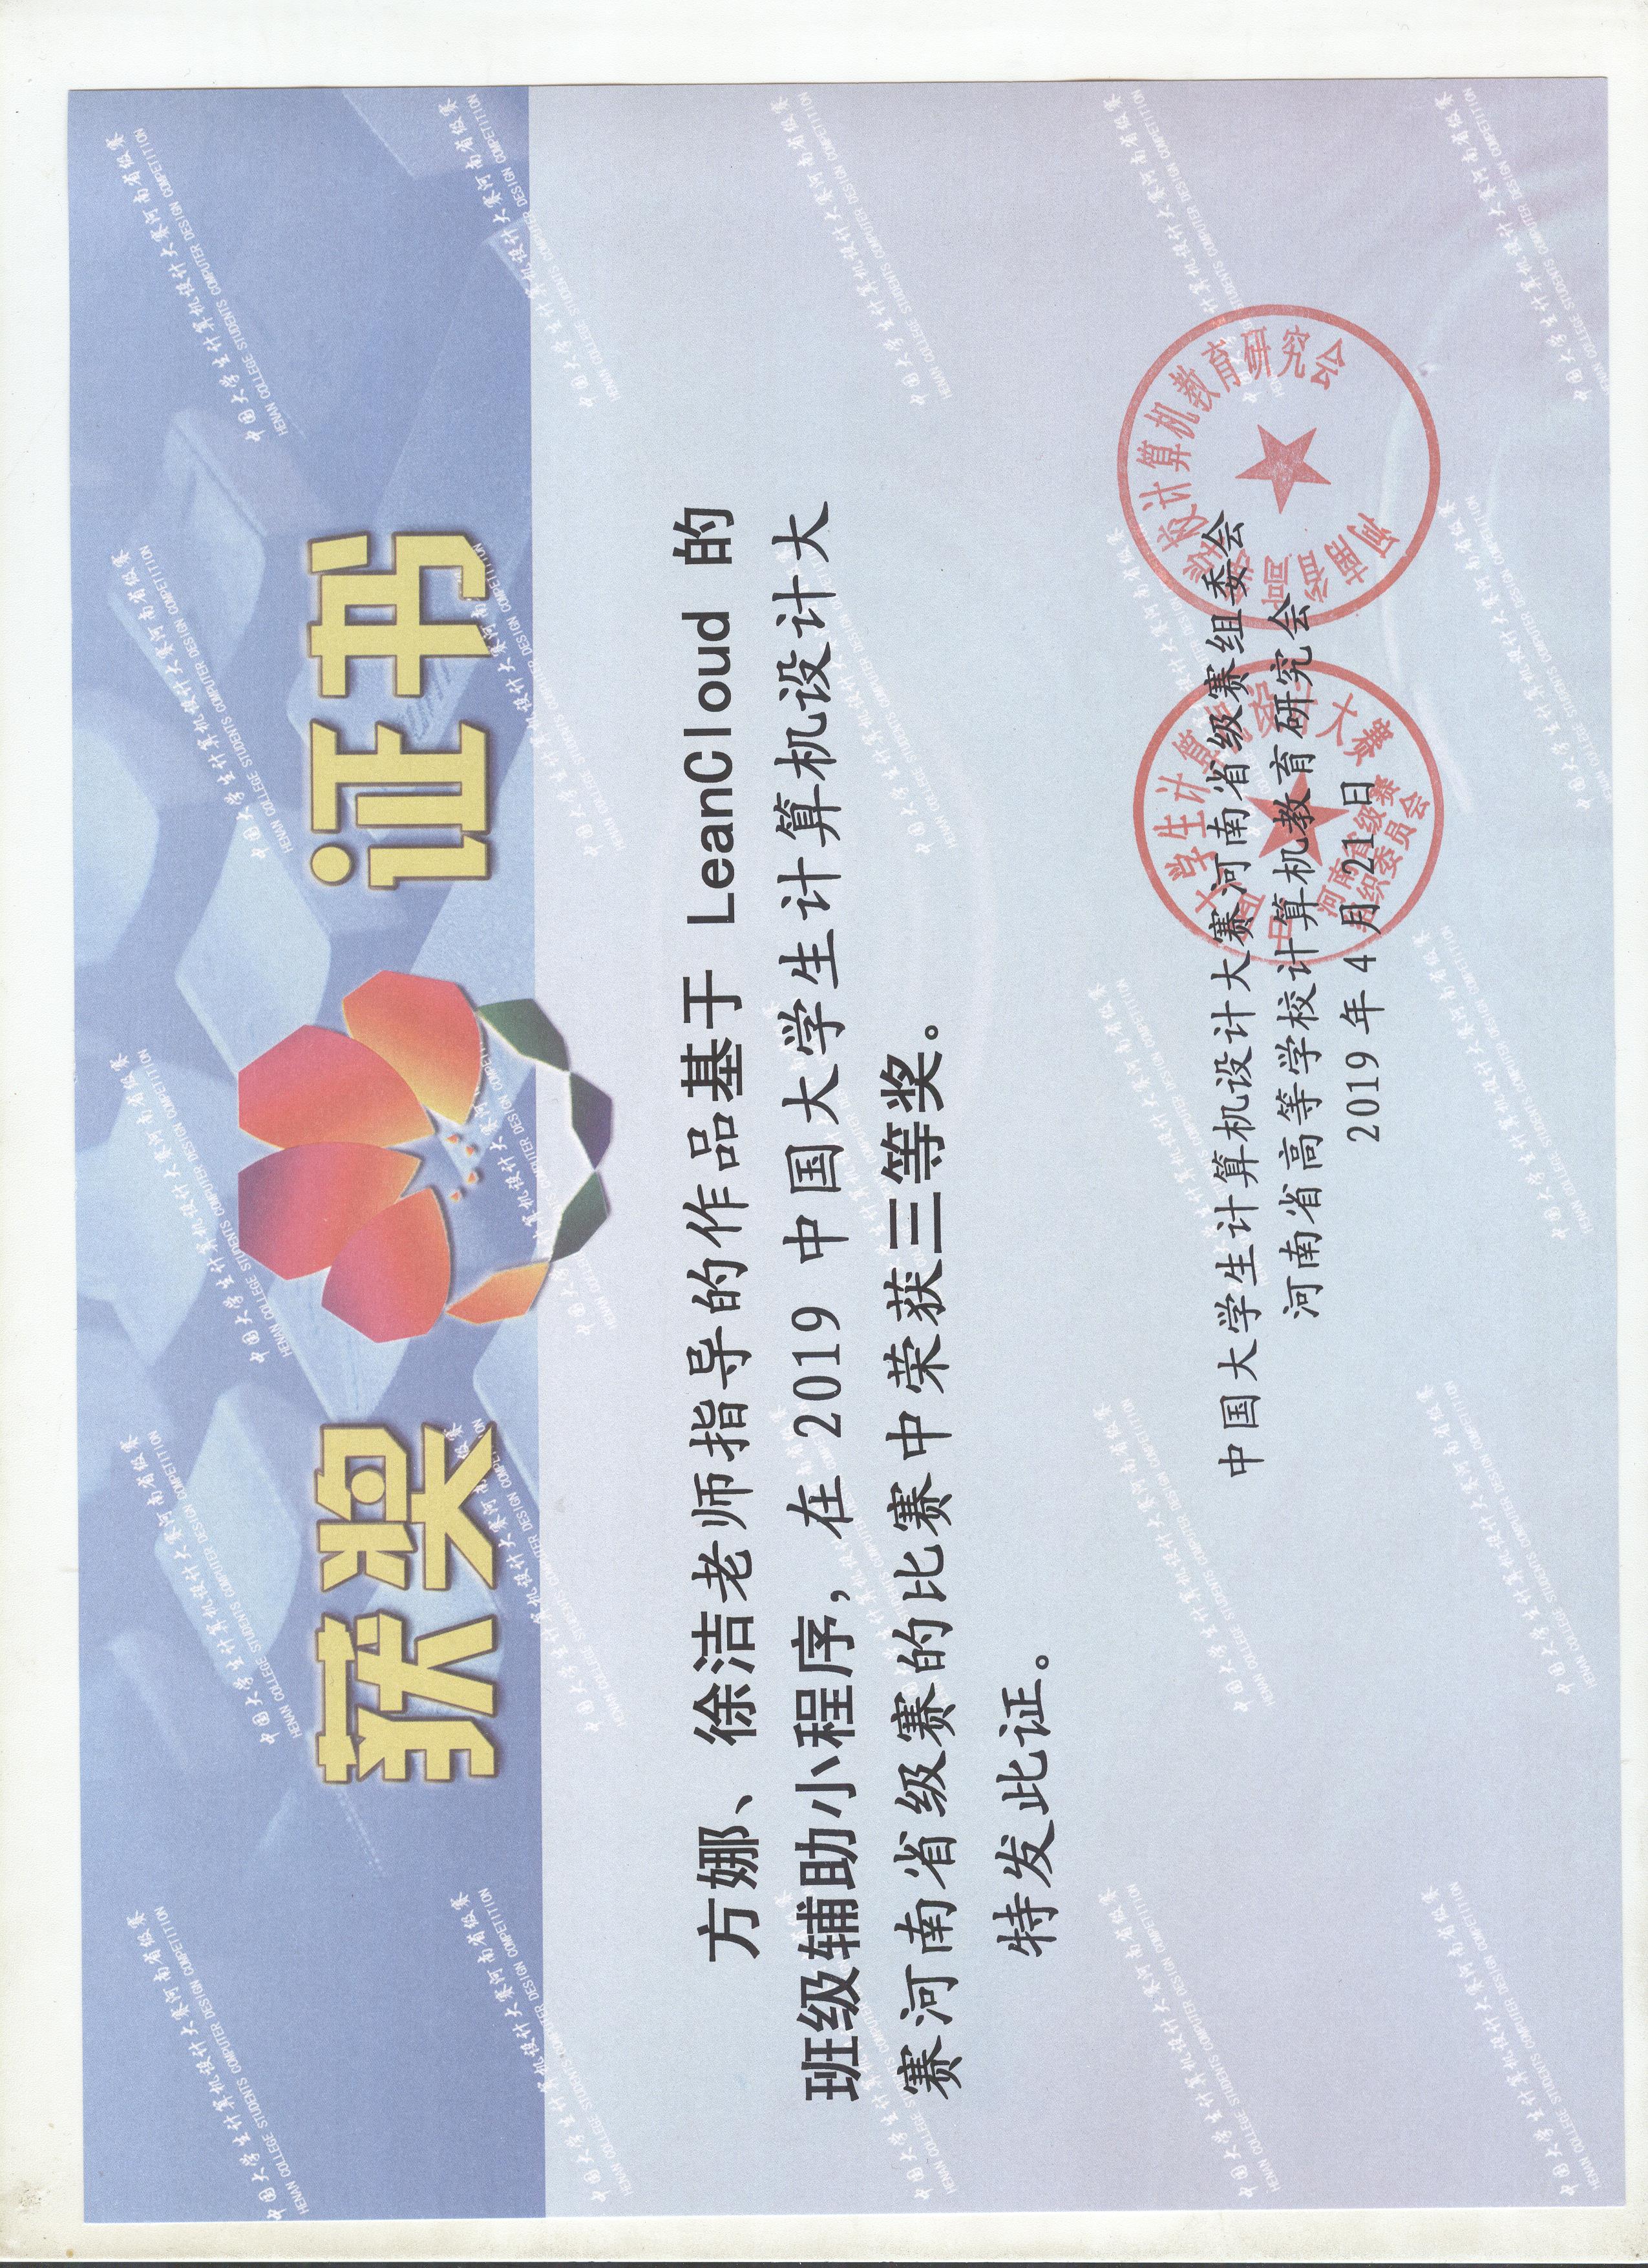 获奖 证书
方娜、徐洁老师指导的作品基于 LeanCloud 的
班级辅助小程序，在 2019 中国大学生计算机设计大
赛河南省级赛的比赛中荣获三等奖。
特发此证。
中国大学生计算机设计大赛河南省级赛组委会
河南省高等学校计算机教育研究会
2019 年 4 月 21 日
中国大学生计算机设计大赛
河南省级赛
组织委员会
河南省高等学校计算机教育研究会
中国大学生计算机设计大赛河南省级赛
HENAN COLLEGE STUDENTS COMPUTER DESIGN COMPETITION